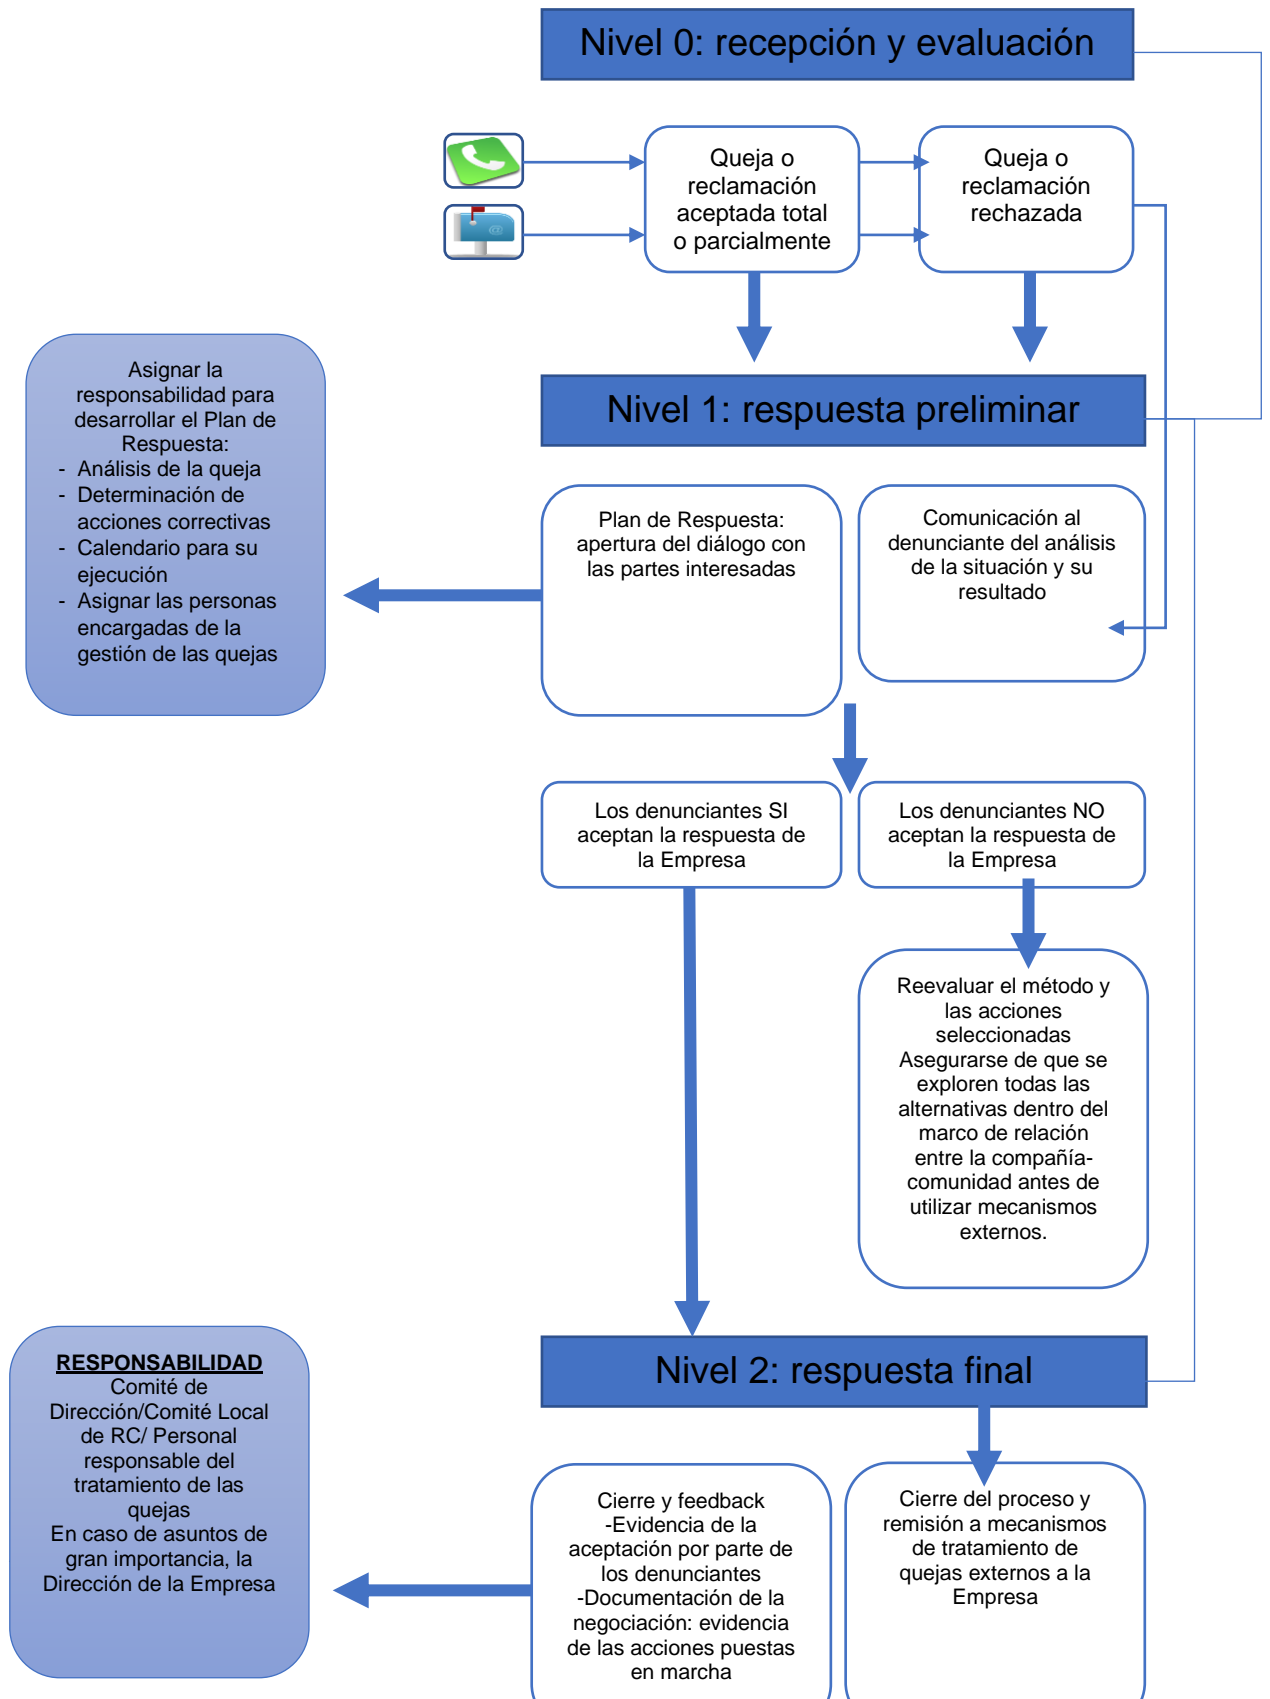 Nivel 0: recepción y evaluación
Queja o
reclamación
aceptada total
o parcialmente
Queja o
reclamación
rechazada
Asignar la
responsabilidad para
desarrollar el Plan de
Respuesta:
- Análisis de la queja
- Determinación de
acciones correctivas
- Calendario para su
ejecución
- Asignar las personas
encargadas de la
gestión de las quejas
Nivel 1: respuesta preliminar
Plan de Respuesta:
apertura del diálogo con
las partes interesadas
Comunicación al
denunciante del análisis
de la situación y su
resultado
Los denunciantes SI
aceptan la respuesta de
la Empresa
Los denunciantes NO
aceptan la respuesta de
la Empresa
Reevaluar el método y
las acciones
seleccionadas
Asegurarse de que se
exploren todas las
alternativas dentro del
marco de relación
entre la compañía-
comunidad antes de
utilizar mecanismos
externos.
Nivel 2: respuesta final
RESPONSABILIDAD
Comité de
Dirección/Comité Local
de RC/ Personal
responsable del
tratamiento de las
quejas
En caso de asuntos de
gran importancia, la
Dirección de la Empresa
Cierre y feedback
-Evidencia de la
aceptación por parte de
los denunciantes
-Documentación de la
negociación: evidencia
de las acciones puestas
en marcha
Cierre del proceso y
remisión a mecanismos
de tratamiento de
quejas externos a la
Empresa